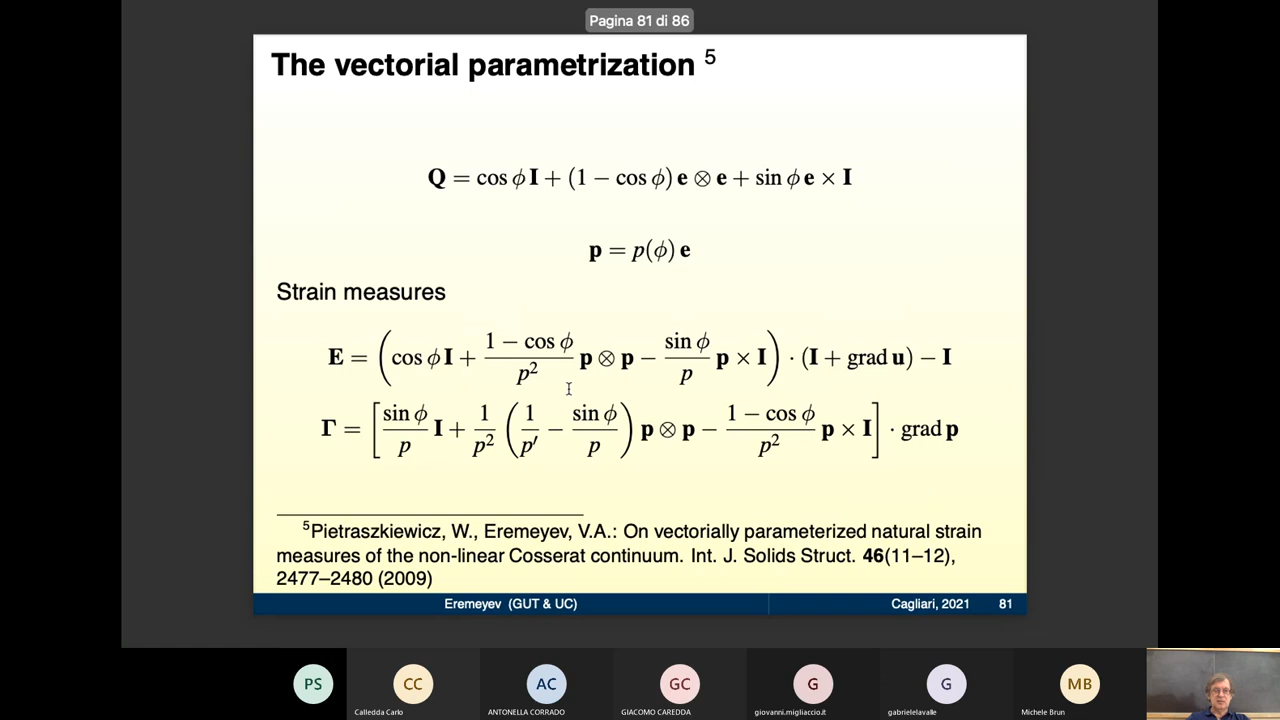 Pagina 81 di 86
The vectorial parametrization ⁵
Q = cos ϕ I + (1 − cos ϕ) e ⊗ e + sin ϕ e × I
p = p(ϕ) e
Strain measures
E = (cos ϕ I + (1 − cos ϕ)/p² p ⊗ p − (sin ϕ)/p p × I) · (I + grad u) − I
Γ = [(sin ϕ)/p I + 1/p² (1/p′ − (sin ϕ)/p) p ⊗ p − (1 − cos ϕ)/p² p × I] · grad p
⁵Pietraszkiewicz, W., Eremeyev, V.A.: On vectorially parameterized natural strain
measures of the non-linear Cosserat continuum. Int. J. Solids Struct. 46(11–12),
2477–2480 (2009)
Eremeyev (GUT & UC) Cagliari, 2021 81
PS CC AC GC G G MB
Calledda Carlo ANTONELLA CORRADO GIACOMO CAREDDA giovanni.migliaccio.it gabrielelavalle Michele Brun